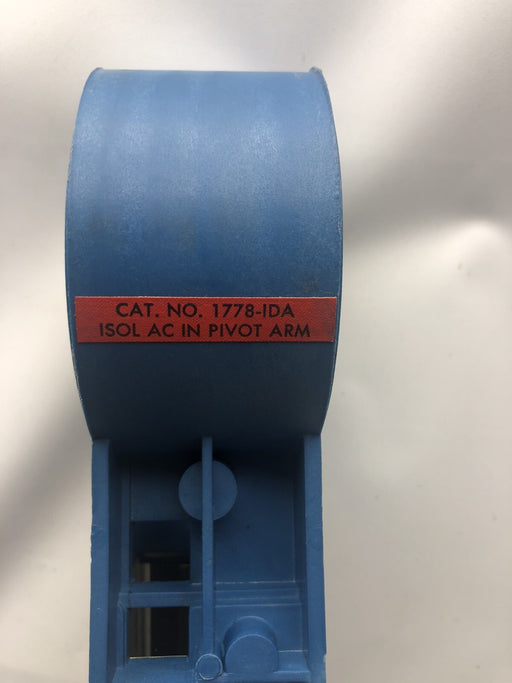 CAT. NO. 1778-IDA
ISOL AC IN PIVOT ARM